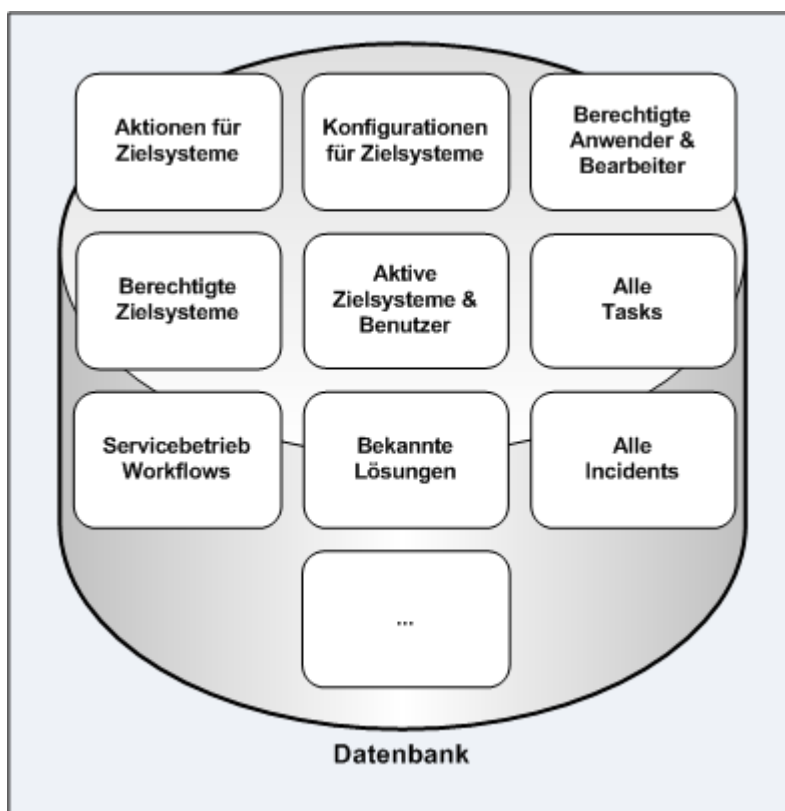 Aktionen für
Zielsysteme
Konfigurationen
für Zielsysteme
Berechtigte
Anwender &
Bearbeiter
Berechtigte
Zielsysteme
Aktive
Zielsysteme &
Benutzer
Alle
Tasks
Servicebetrieb
Workflows
Bekannte
Lösungen
Alle
Incidents
...
Datenbank